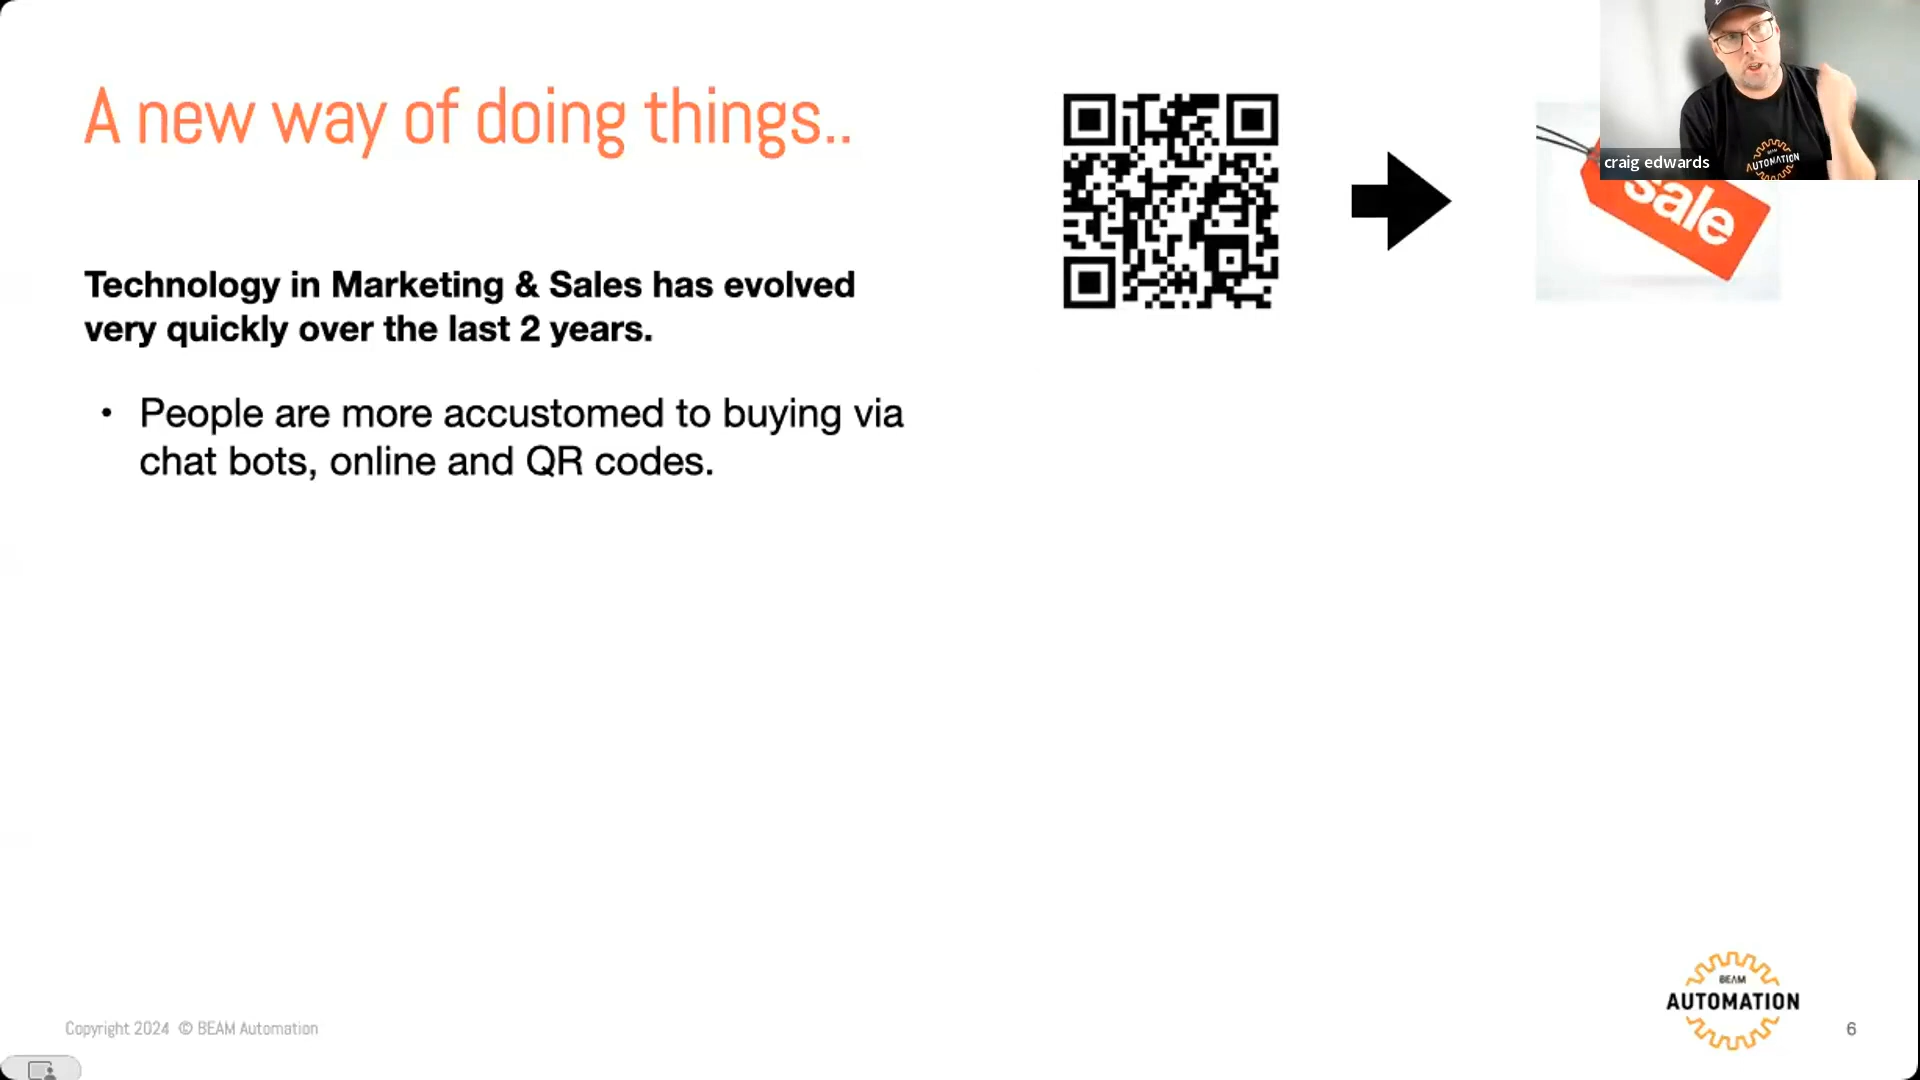 A new way of doing things..
craig edwards
AUTOMATION
sale
Technology in Marketing & Sales has evolved
very quickly over the last 2 years.
• People are more accustomed to buying via
chat bots, online and QR codes.
BEAM
AUTOMATION
Copyright 2024 © BEAM Automation
6